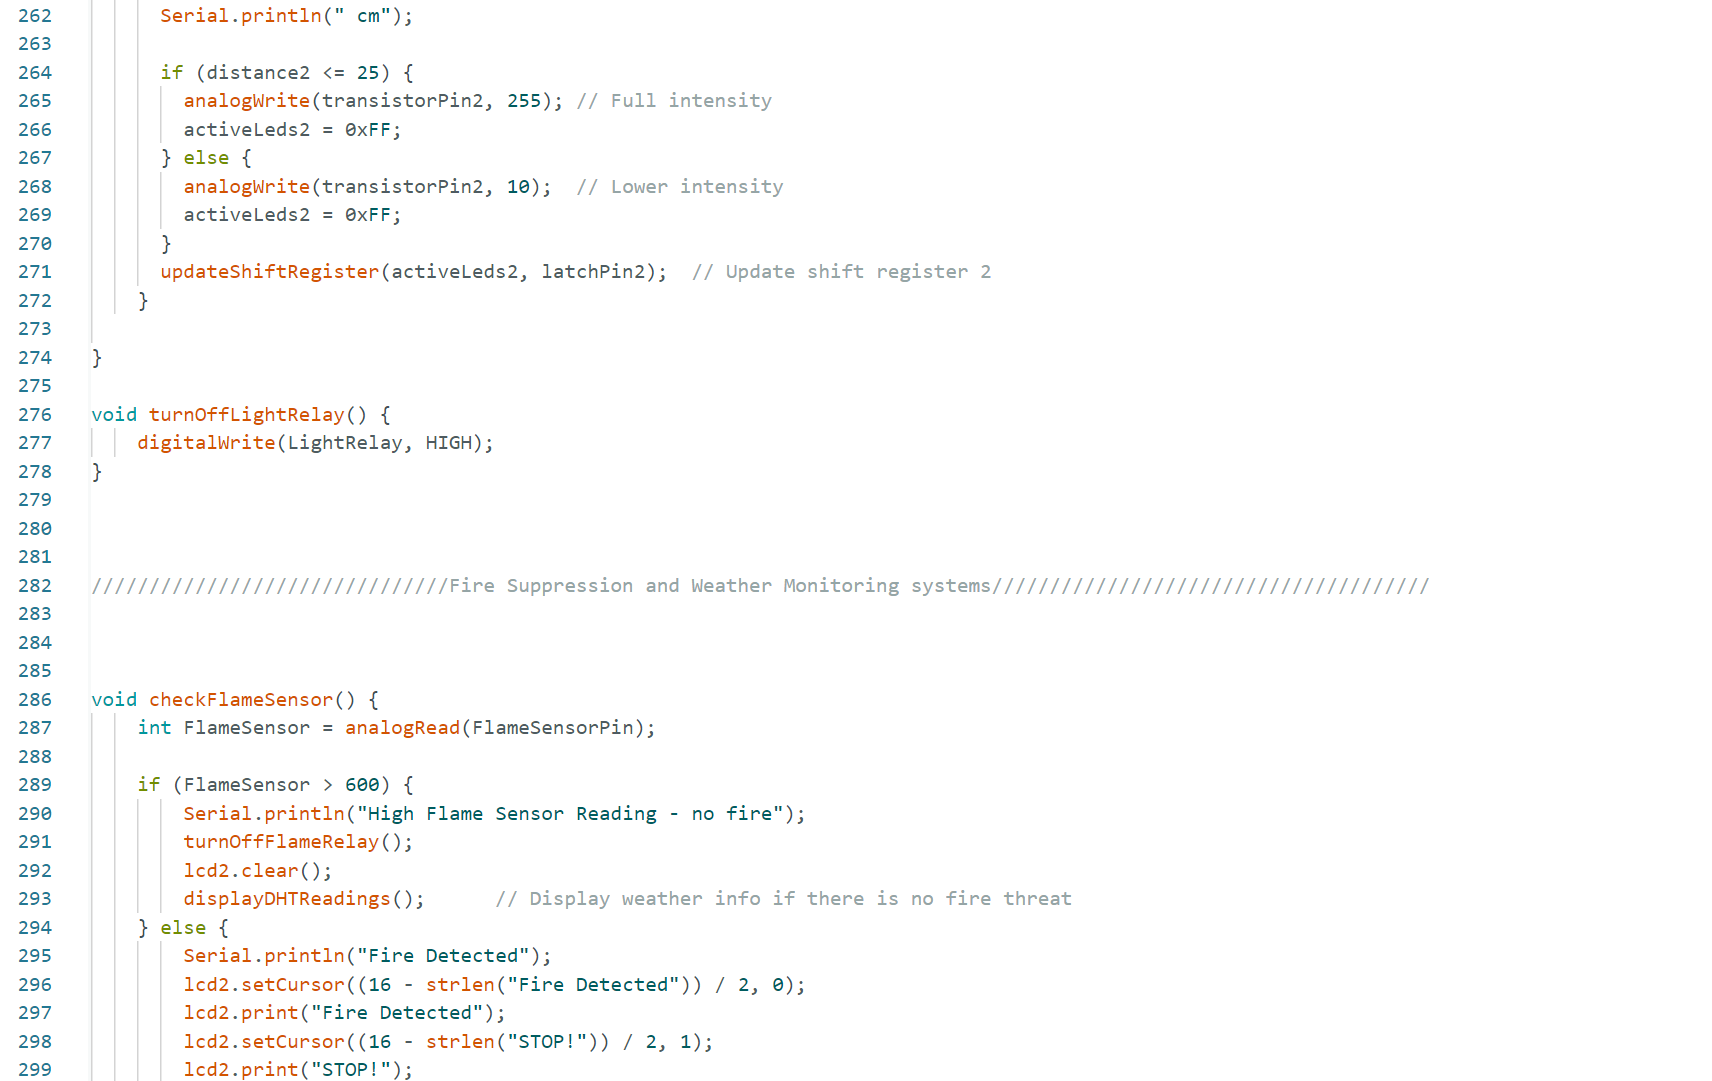 262 Serial.println(" cm");
263
264 if (distance2 <= 25) {
265 analogWrite(transistorPin2, 255); // Full intensity
266 activeLeds2 = 0xFF;
267 } else {
268 analogWrite(transistorPin2, 10);  // Lower intensity
269 activeLeds2 = 0xFF;
270 }
271 updateShiftRegister(activeLeds2, latchPin2);  // Update shift register 2
272 }
273
274 }
275
276 void turnOffLightRelay() {
277 digitalWrite(LightRelay, HIGH);
278 }
279
280
281
282 ///////////////////////////////Fire Suppression and Weather Monitoring systems//////////////////////////////////////
283
284
285
286 void checkFlameSensor() {
287 int FlameSensor = analogRead(FlameSensorPin);
288
289 if (FlameSensor > 600) {
290 Serial.println("High Flame Sensor Reading - no fire");
291 turnOffFlameRelay();
292 lcd2.clear();
293 displayDHTReadings();      // Display weather info if there is no fire threat
294 } else {
295 Serial.println("Fire Detected");
296 lcd2.setCursor((16 - strlen("Fire Detected")) / 2, 0);
297 lcd2.print("Fire Detected");
298 lcd2.setCursor((16 - strlen("STOP!")) / 2, 1);
299 lcd2.print("STOP!");